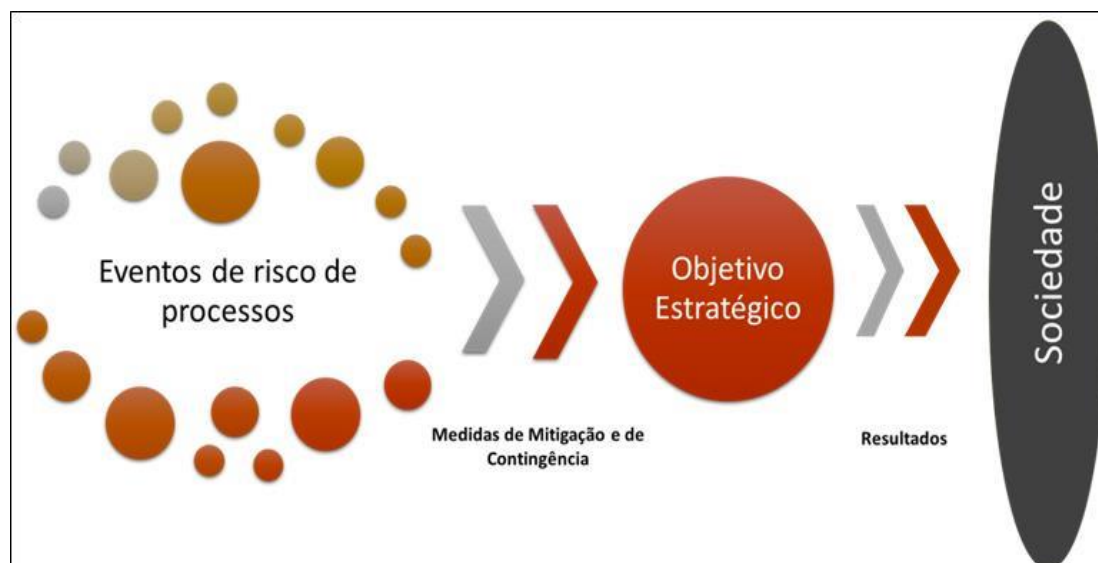 Eventos de risco de
processos
Medidas de Mitigação e de
Contingência
Objetivo
Estratégico
Resultados
Sociedade